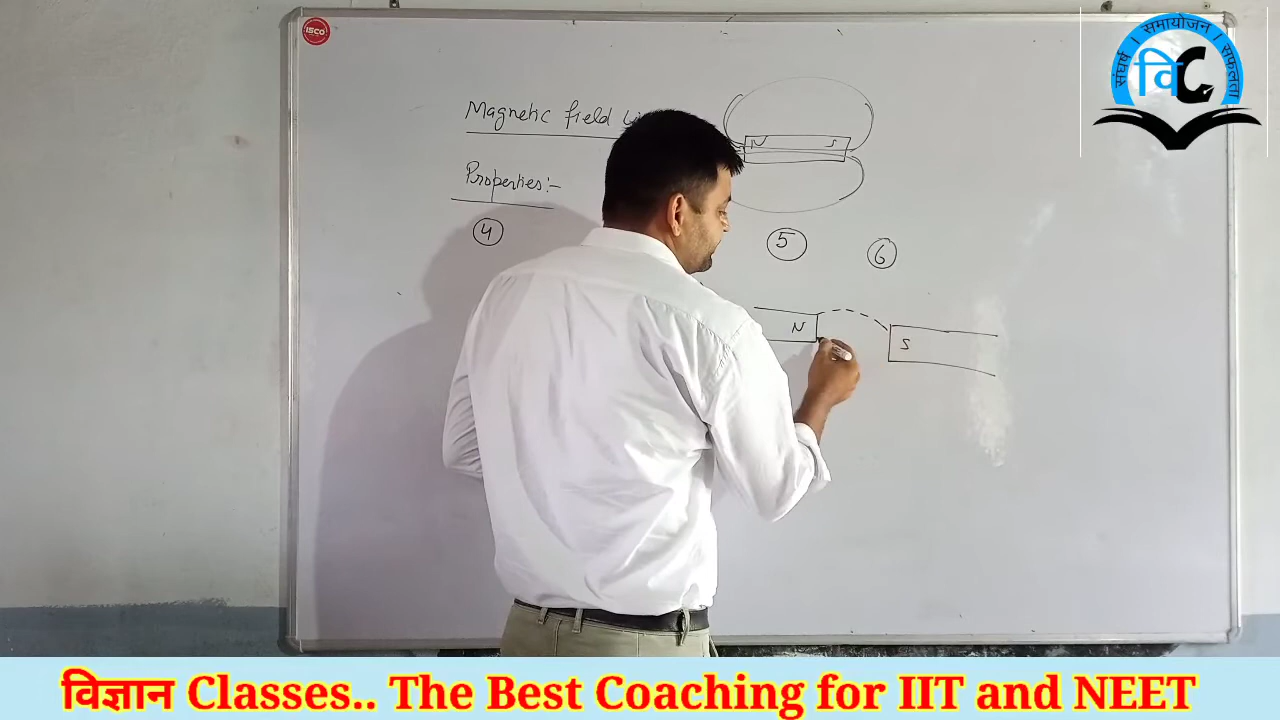 ISCO
संघर्ष । समायोजन । सफलता
वि C
Magnetic field
N S
Properties:-
4
5 6
N
S
विज्ञान Classes.. The Best Coaching for IIT and NEET